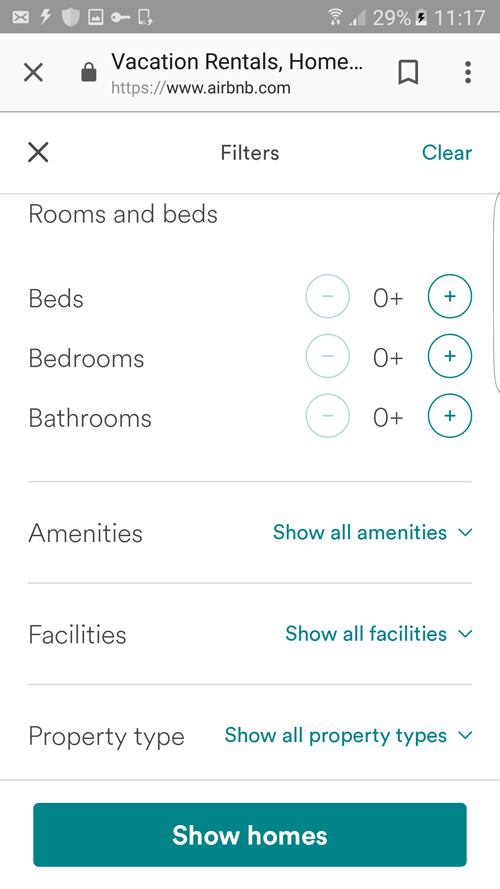 29% 11:17
Vacation Rentals, Home...
https://www.airbnb.com
Filters Clear
Rooms and beds
Beds − 0+ +
Bedrooms − 0+ +
Bathrooms − 0+ +
Amenities Show all amenities
Facilities Show all facilities
Property type Show all property types
Show homes